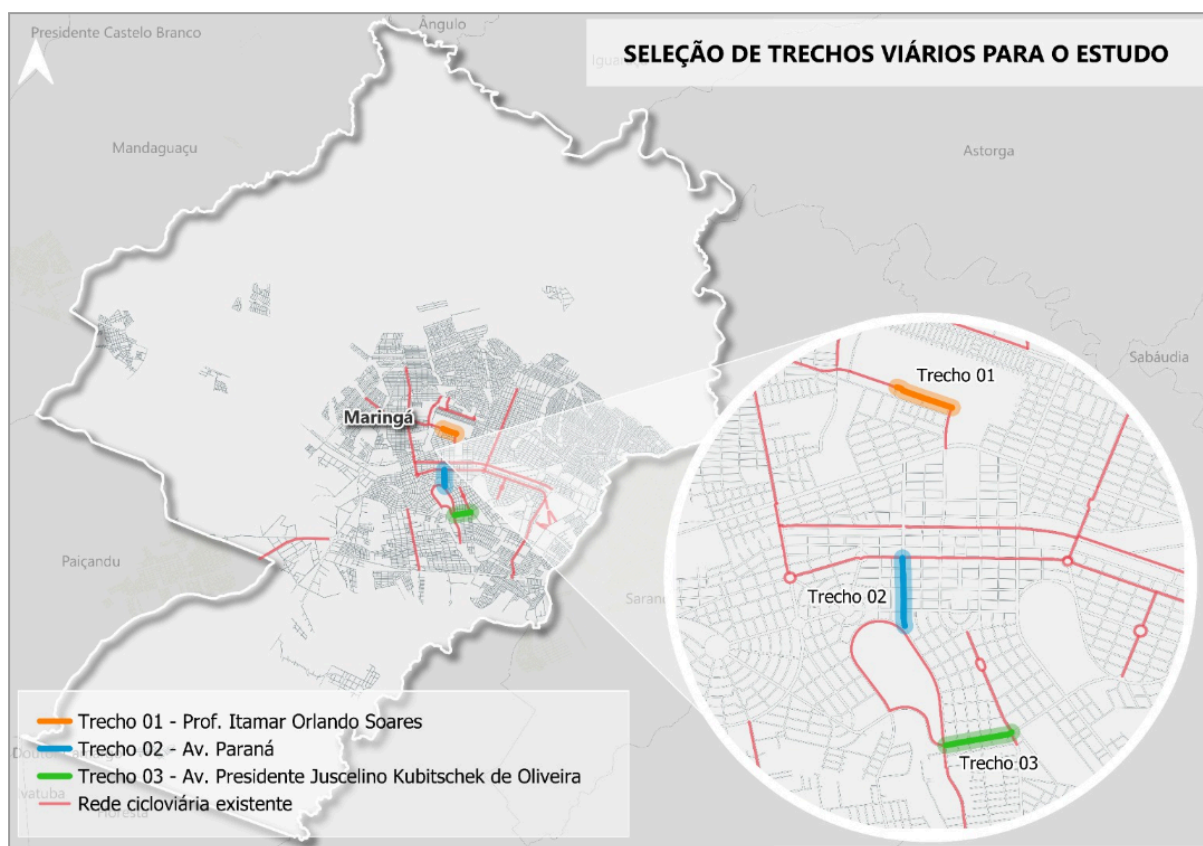 Ângulo
Presidente Castelo Branco
SELEÇÃO DE TRECHOS VIÁRIOS PARA O ESTUDO
Mandaguaçu
Astorga
Sabáudia
Trecho 01
Maringá
Paiçandu
Trecho 02
Trecho 03
Trecho 01 - Prof. Itamar Orlando Soares
Trecho 02 - Av. Paraná
Trecho 03 - Av. Presidente Juscelino Kubitschek de Oliveira
Rede cicloviária existente
Floresta